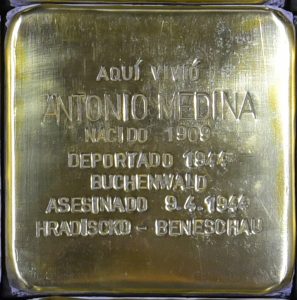 AQUÍ VIVIÓ
ANTONIO MEDINA
NACIDO 1909
DEPORTADO 1944
BUCHENWALD
ASESINADO 9.4.1944
HRADISCKO - BENESCHAU